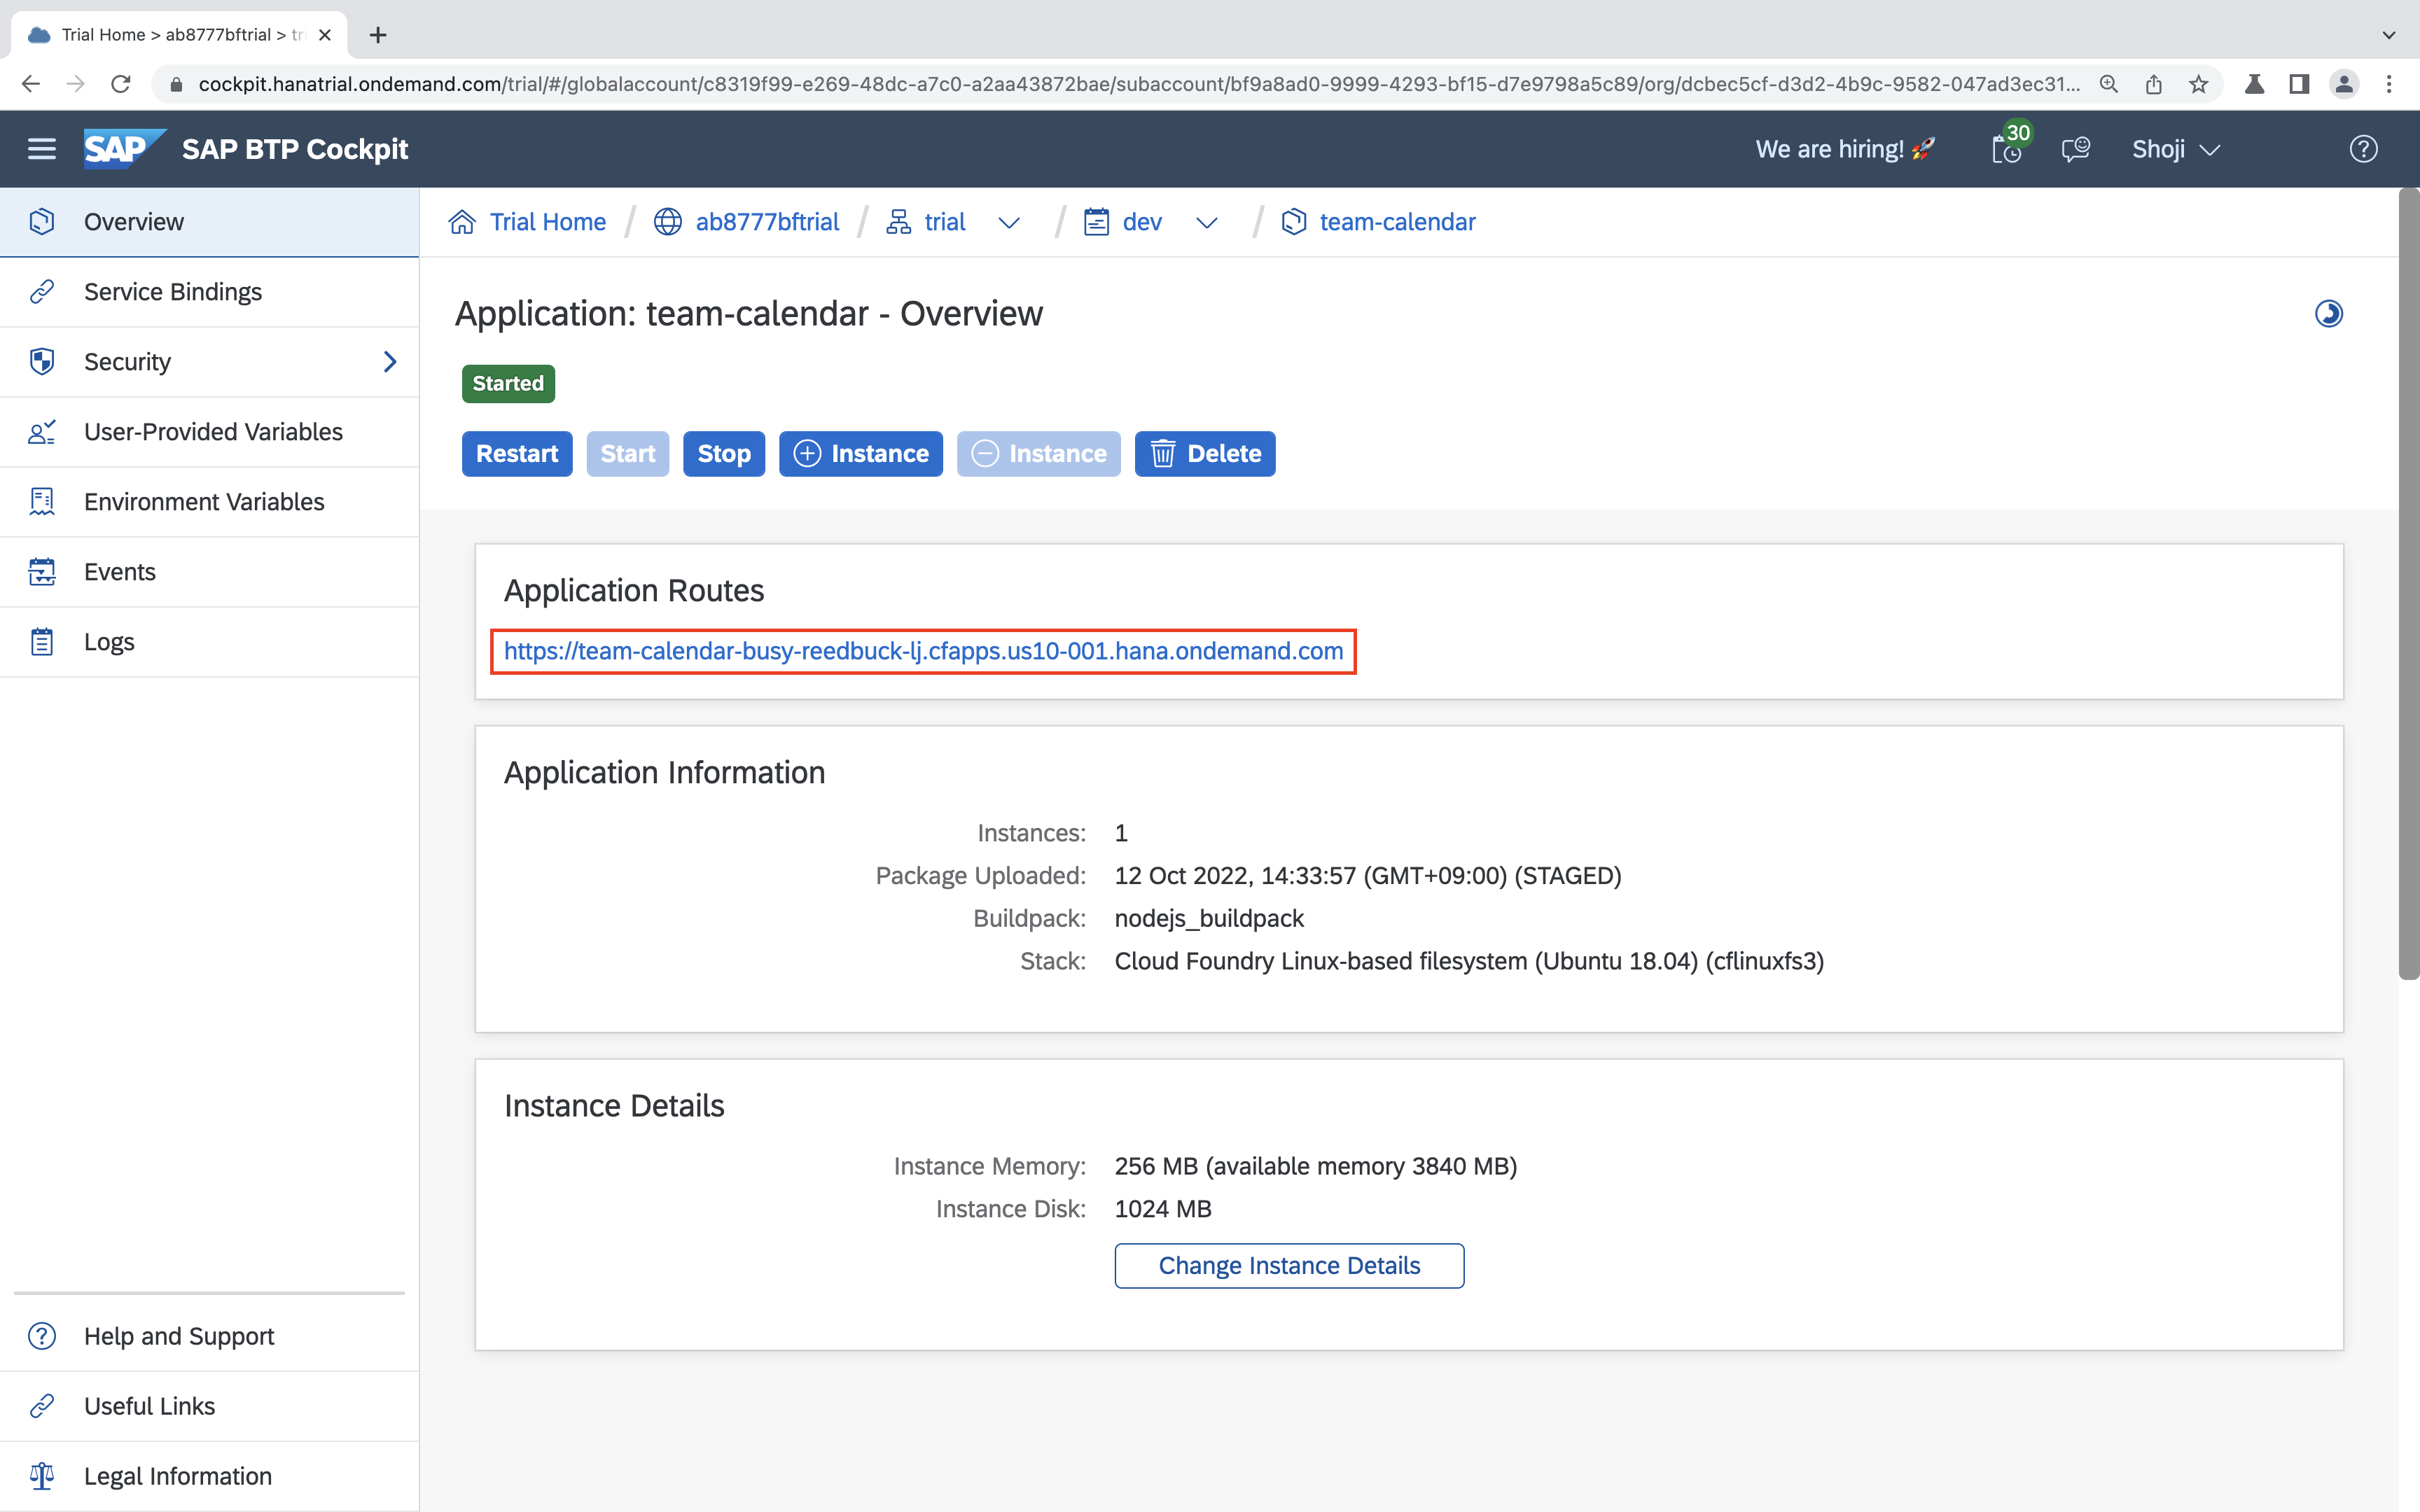 Trial Home > ab8777bftrial > tri
cockpit.hanatrial.ondemand.com/trial/#/globalaccount/c8319f99-e269-48dc-a7c0-a2aa43872bae/subaccount/bf9a8ad0-9999-4293-bf15-d7e9798a5c89/org/dcbec5cf-d3d2-4b9c-9582-047ad3ec31...
SAP SAP BTP Cockpit We are hiring! 🚀 30 Shoji
Overview
Service Bindings
Security
User-Provided Variables
Environment Variables
Events
Logs
Help and Support
Useful Links
Legal Information
Trial Home / ab8777bftrial / trial / dev / team-calendar
Application: team-calendar - Overview
Started
Restart Start Stop Instance Instance Delete
Application Routes
https://team-calendar-busy-reedbuck-lj.cfapps.us10-001.hana.ondemand.com
Application Information
Instances: 1
Package Uploaded: 12 Oct 2022, 14:33:57 (GMT+09:00) (STAGED)
Buildpack: nodejs_buildpack
Stack: Cloud Foundry Linux-based filesystem (Ubuntu 18.04) (cflinuxfs3)
Instance Details
Instance Memory: 256 MB (available memory 3840 MB)
Instance Disk: 1024 MB
Change Instance Details